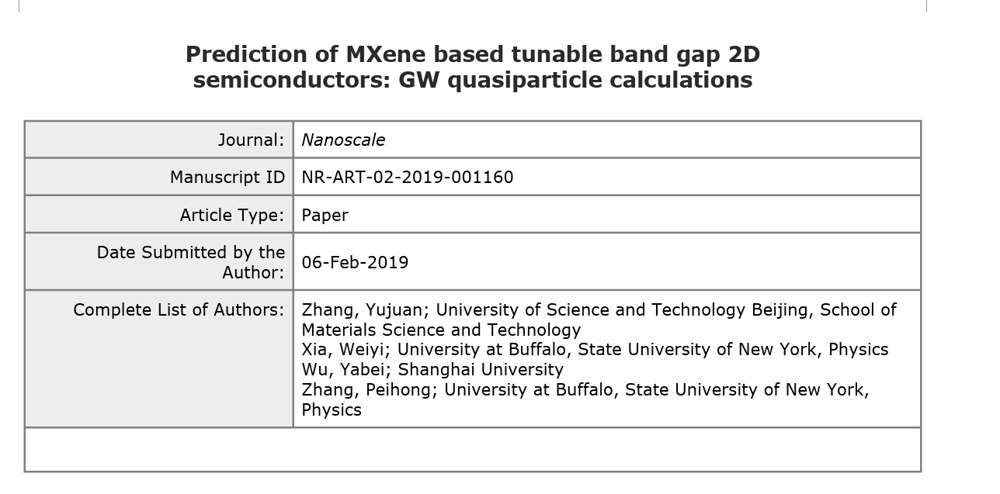 Prediction of MXene based tunable band gap 2D
semiconductors: GW quasiparticle calculations
Journal: Nanoscale
Manuscript ID NR-ART-02-2019-001160
Article Type: Paper
Date Submitted by the
Author: 06-Feb-2019
Complete List of Authors: Zhang, Yujuan; University of Science and Technology Beijing, School of
Materials Science and Technology
Xia, Weiyi; University at Buffalo, State University of New York, Physics
Wu, Yabei; Shanghai University
Zhang, Peihong; University at Buffalo, State University of New York,
Physics